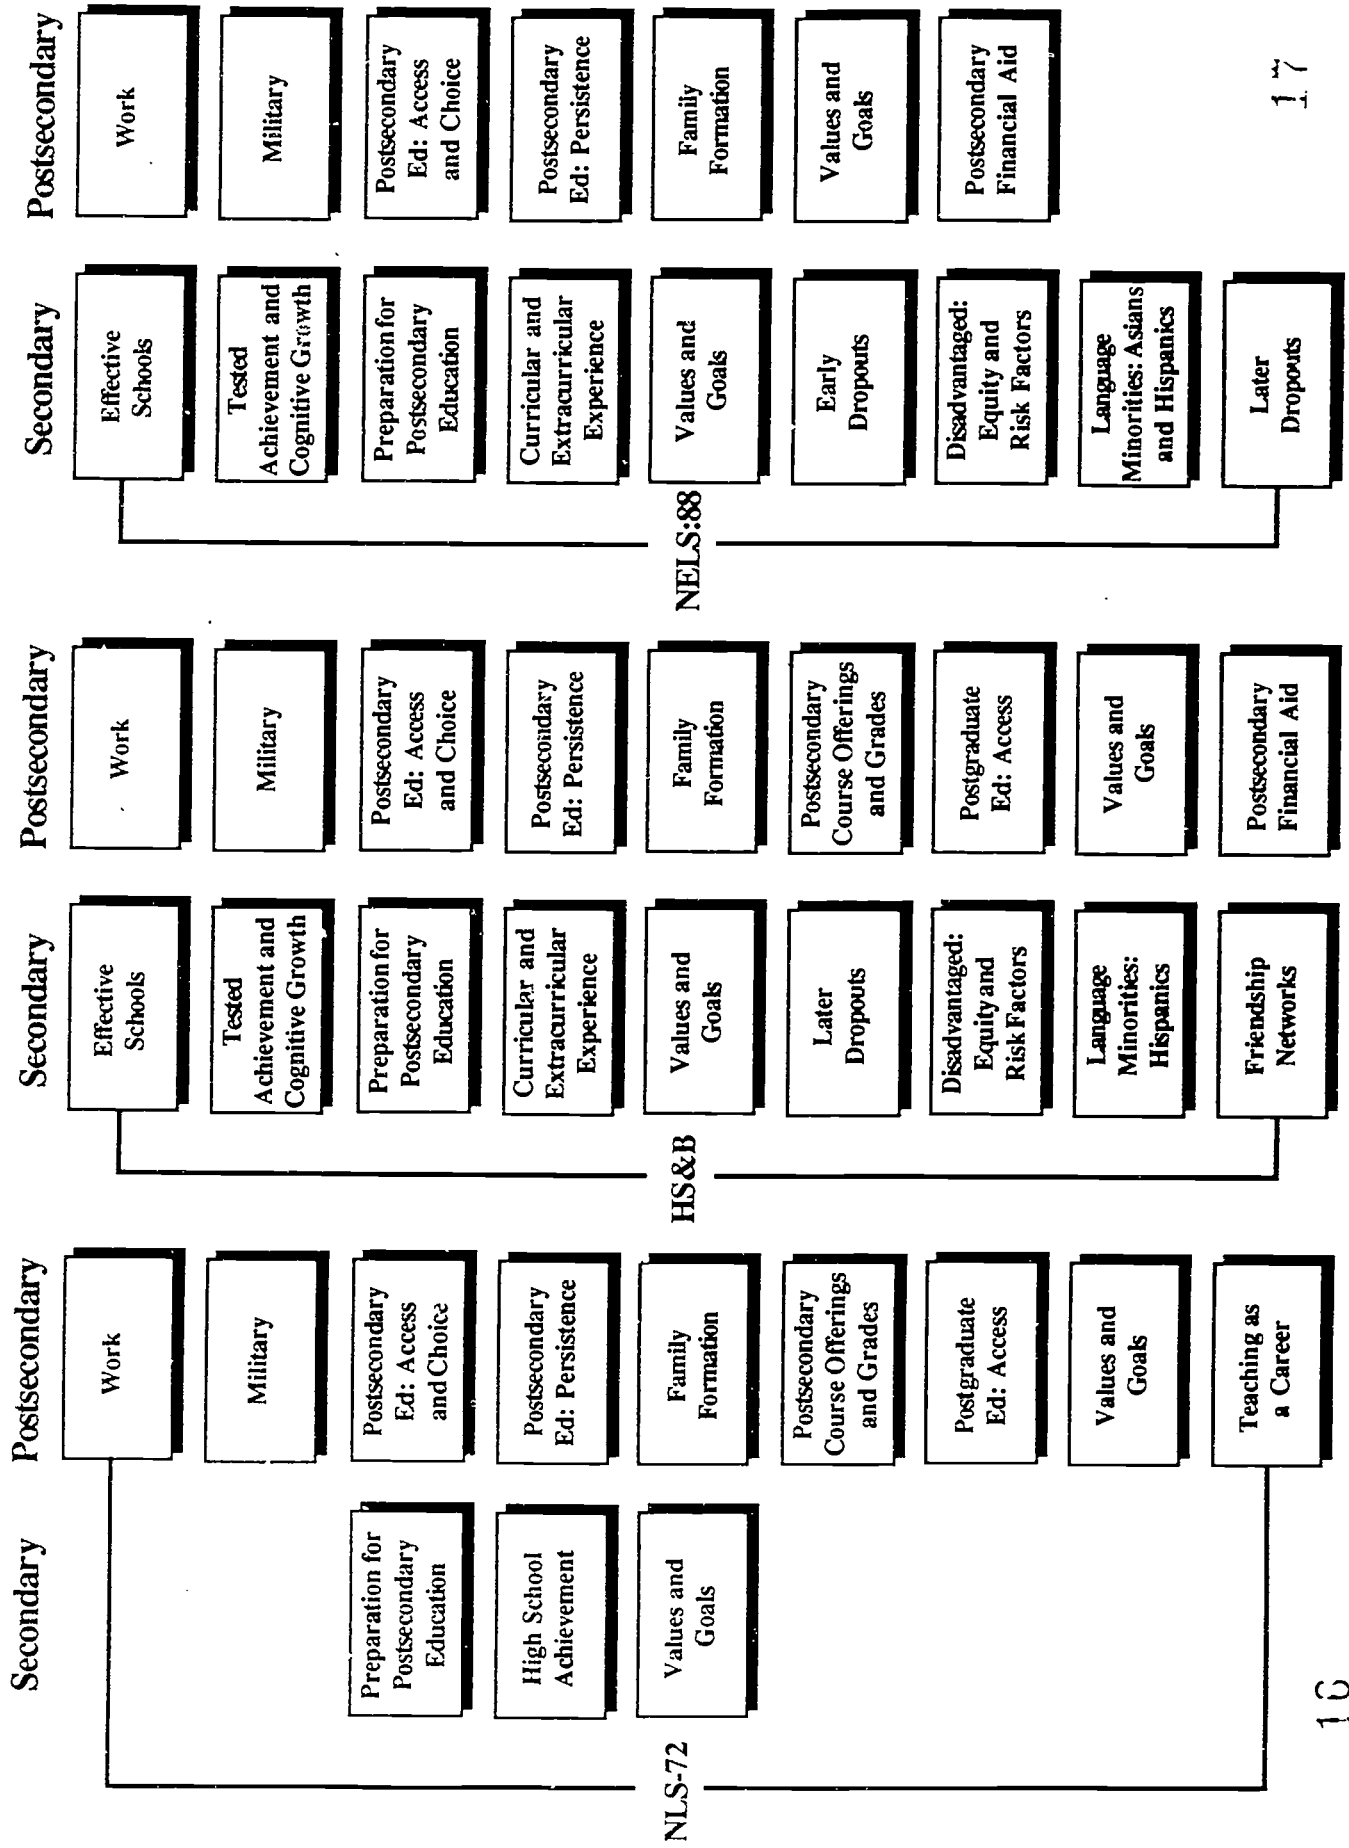 Secondary
NLS-72
Preparation for
Postsecondary
Education
High School
Achievement
Values and
Goals
Postsecondary
Work
Military
Postsecondary
Ed: Access
and Choice
Postsecondary
Ed: Persistence
Family
Formation
Postsecondary
Course Offerings
and Grades
Postgraduate
Ed: Access
Values and
Goals
Teaching as
a Career
HS&B
Secondary
Effective
Schools
Tested
Achievement and
Cognitive Growth
Preparation for
Postsecondary
Education
Curricular and
Extracurricular
Experience
Values and
Goals
Later
Dropouts
Disadvantaged:
Equity and
Risk Factors
Language
Minorities:
Hispanics
Friendship
Networks
Postsecondary
Work
Military
Postsecondary
Ed: Access
and Choice
Postsecondary
Ed: Persistence
Family
Formation
Postsecondary
Course Offerings
and Grades
Postgraduate
Ed: Access
Values and
Goals
Postsecondary
Financial Aid
NELS:88
Secondary
Effective
Schools
Tested
Achievement and
Cognitive Growth
Preparation for
Postsecondary
Education
Curricular and
Extracurricular
Experience
Values and
Goals
Early
Dropouts
Disadvantaged:
Equity and
Risk Factors
Language
Minorities: Asians
and Hispanics
Later
Dropouts
Postsecondary
Work
Military
Postsecondary
Ed: Access
and Choice
Postsecondary
Ed: Persistence
Family
Formation
Values and
Goals
Postsecondary
Financial Aid
16
17